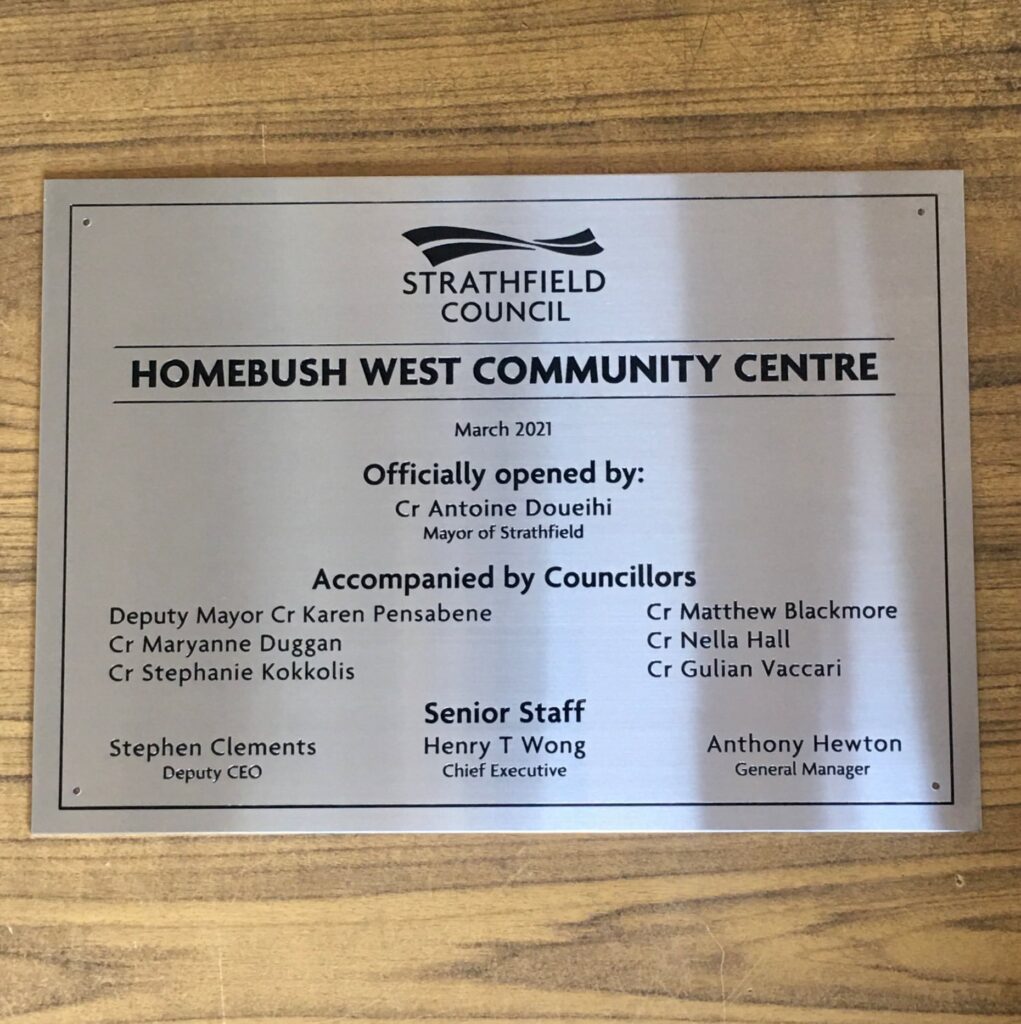 STRATHFIELD
COUNCIL
HOMEBUSH WEST COMMUNITY CENTRE
March 2021
Officially opened by:
Cr Antoine Doueihi
Mayor of Strathfield
Accompanied by Councillors
Deputy Mayor Cr Karen Pensabene
Cr Maryanne Duggan
Cr Stephanie Kokkolis
Cr Matthew Blackmore
Cr Nella Hall
Cr Gulian Vaccari
Senior Staff
Stephen Clements
Deputy CEO
Henry T Wong
Chief Executive
Anthony Hewton
General Manager